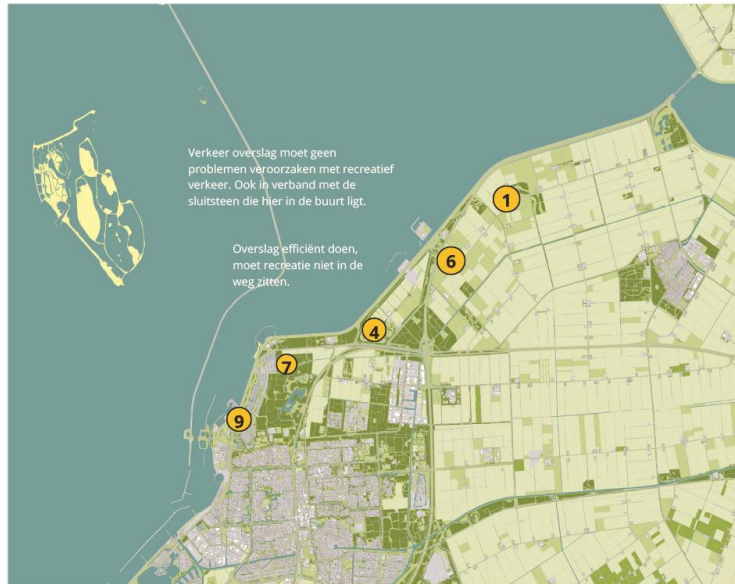 Verkeer overslag moet geen
problemen veroorzaken met recreatief
verkeer. Ook in verband met de
sluitsteen die hier in de buurt ligt.
1
Overslag efficiënt doen,
moet recreatie niet in de
weg zitten.
6
4
7
9